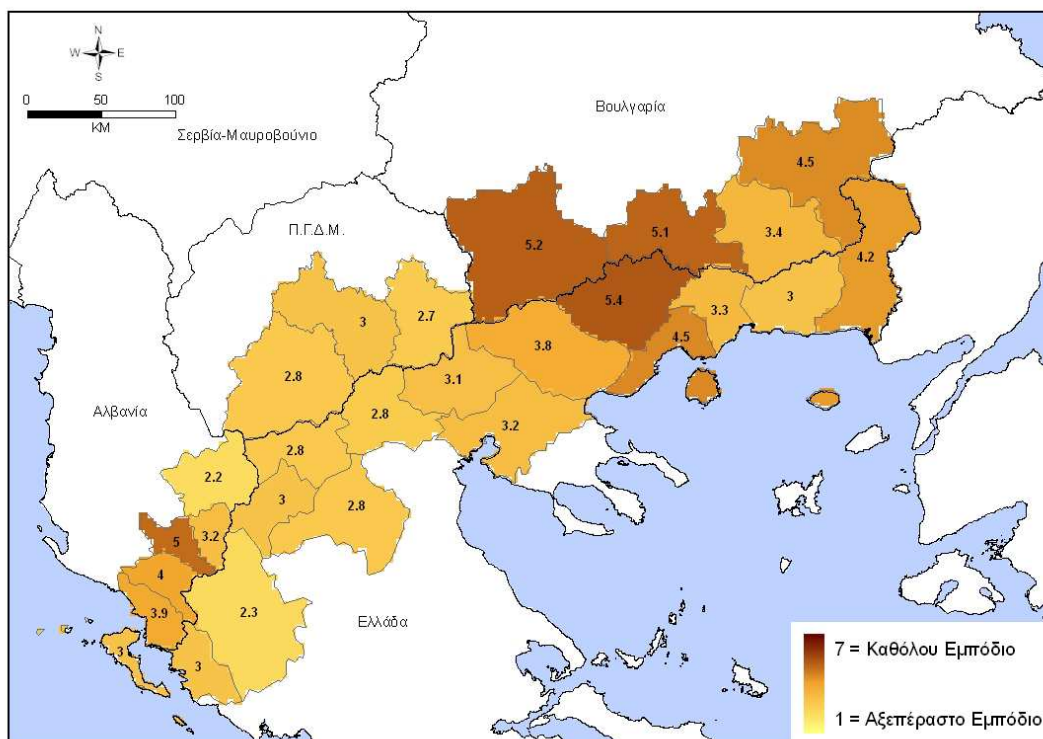 N
W E
S
0 50 100
KM
Σερβία-Μαυροβούνιο
Βουλγαρία
Π.Γ.Δ.Μ.
Αλβανία
Ελλάδα
4.5
5.2
5.1
3.4
4.2
5.4
3.3
3
3
2.7
3.8
4.5
2.8
3.1
2.8
3.2
2.8
2.2
3
2.8
5
3.2
4
3.9
2.3
3
3
7 = Καθόλου Εμπόδιο
1 = Αξεπέραστο Εμπόδιο